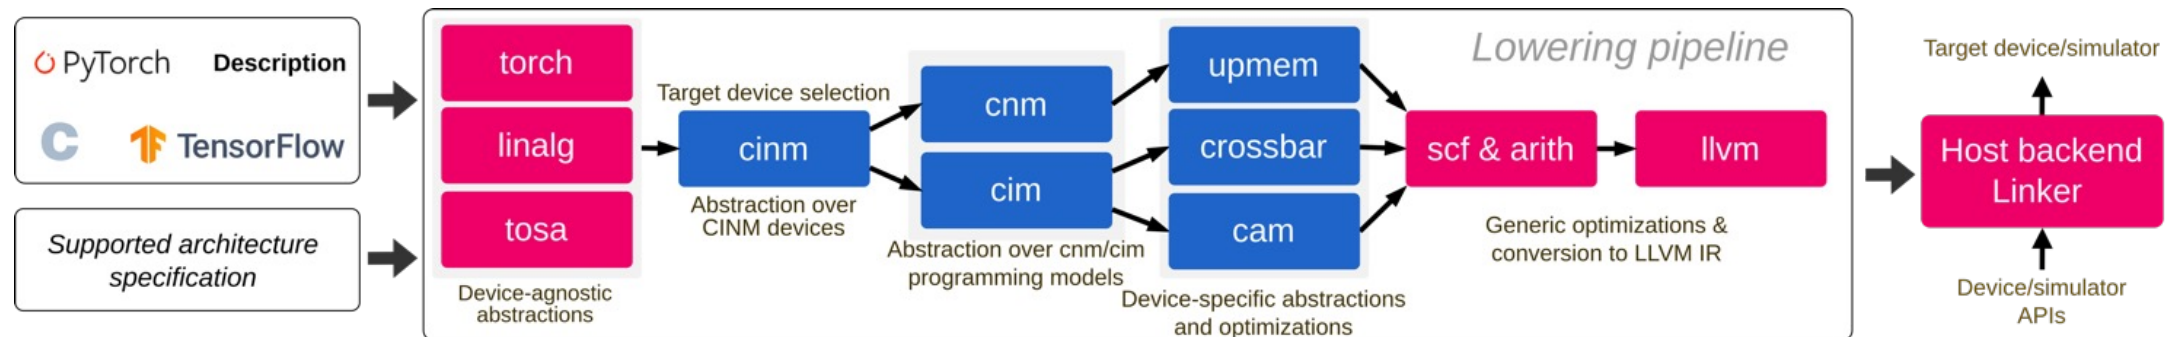 PyTorch
Description
C
TensorFlow
Supported architecture
specification
torch
linalg
tosa
Device-agnostic
abstractions
Target device selection
cinm
Abstraction over
CINM devices
cnm
cim
Abstraction over cnm/cim
programming models
upmem
crossbar
cam
Device-specific abstractions
and optimizations
Lowering pipeline
scf & arith
llvm
Generic optimizations &
conversion to LLVM IR
Target device/simulator
Host backend
Linker
Device/simulator
APIs